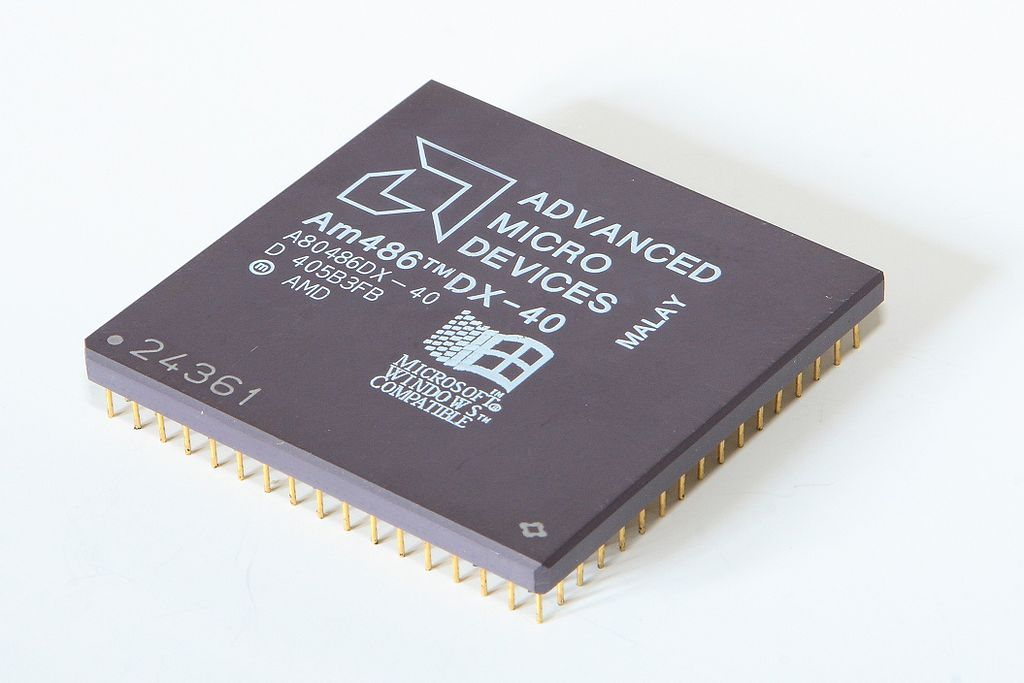 ADVANCED
MICRO
DEVICES
MALAY
Am486™DX-40
A80486DX-40
D 405B3FB
ⓜ AMD
MICROSOFT®
WINDOWS™
COMPATIBLE
24361